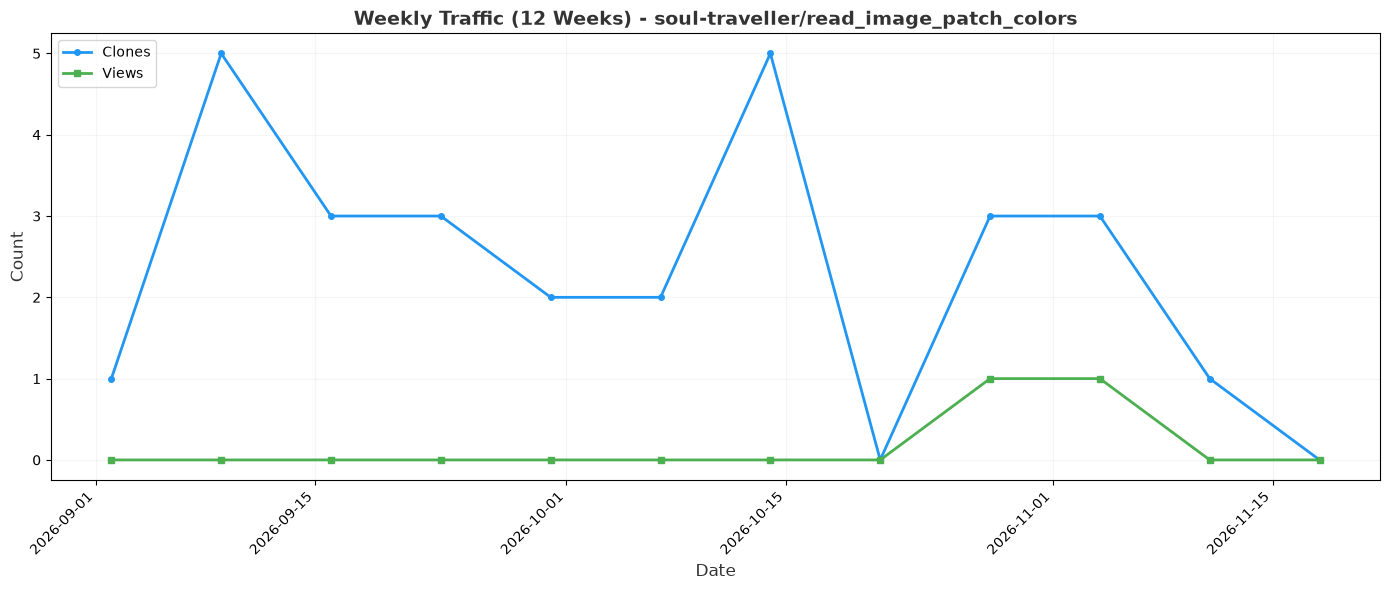 Weekly Traffic (12 Weeks) - soul-traveller/read_image_patch_colors
Clones
Views
Count
5
4
3
2
1
0
2026-09-01
2026-09-15
2026-10-01
2026-10-15
2026-11-01
2026-11-15
Date